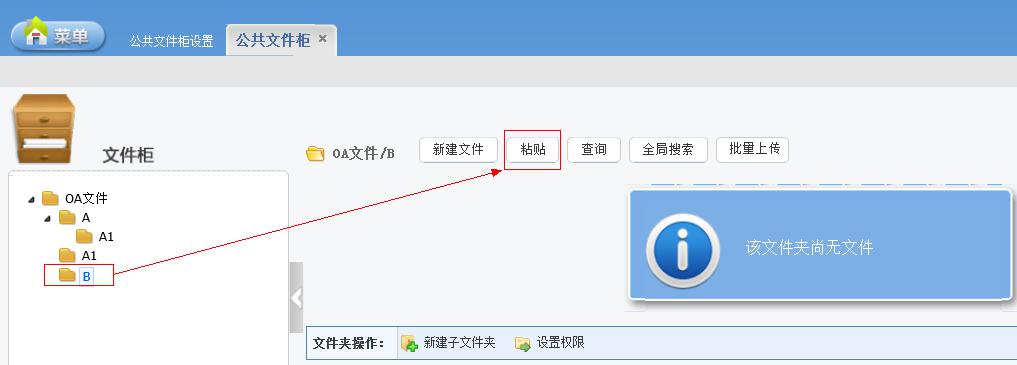 菜单
公共文件柜设置
公共文件柜 ×
文件柜
OA文件
A
A1
A1
B
OA文件/B
新建文件 粘贴 查询 全局搜索 批量上传
该文件夹尚无文件
文件夹操作： 新建子文件夹 设置权限